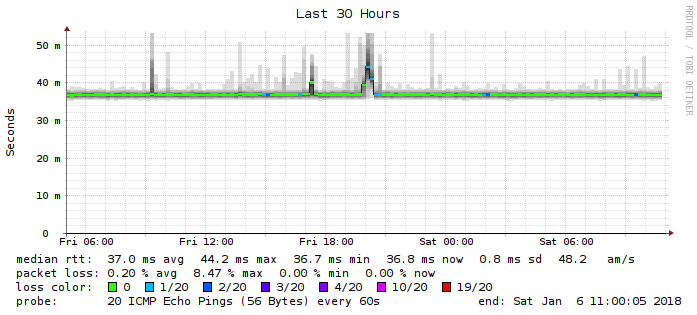 Last 30 Hours
RRDTOOL / TOBI OETIKER
Seconds
50 m
40 m
30 m
20 m
10 m
0
Fri 06:00 Fri 12:00 Fri 18:00 Sat 00:00 Sat 06:00
median rtt: 37.0 ms avg 44.2 ms max 36.7 ms min 36.8 ms now 0.8 ms sd 48.2 am/s
packet loss: 0.20 % avg 8.47 % max 0.00 % min 0.00 % now
loss color: 0 1/20 2/20 3/20 4/20 10/20 19/20
probe: 20 ICMP Echo Pings (56 Bytes) every 60s end: Sat Jan 6 11:00:05 2018